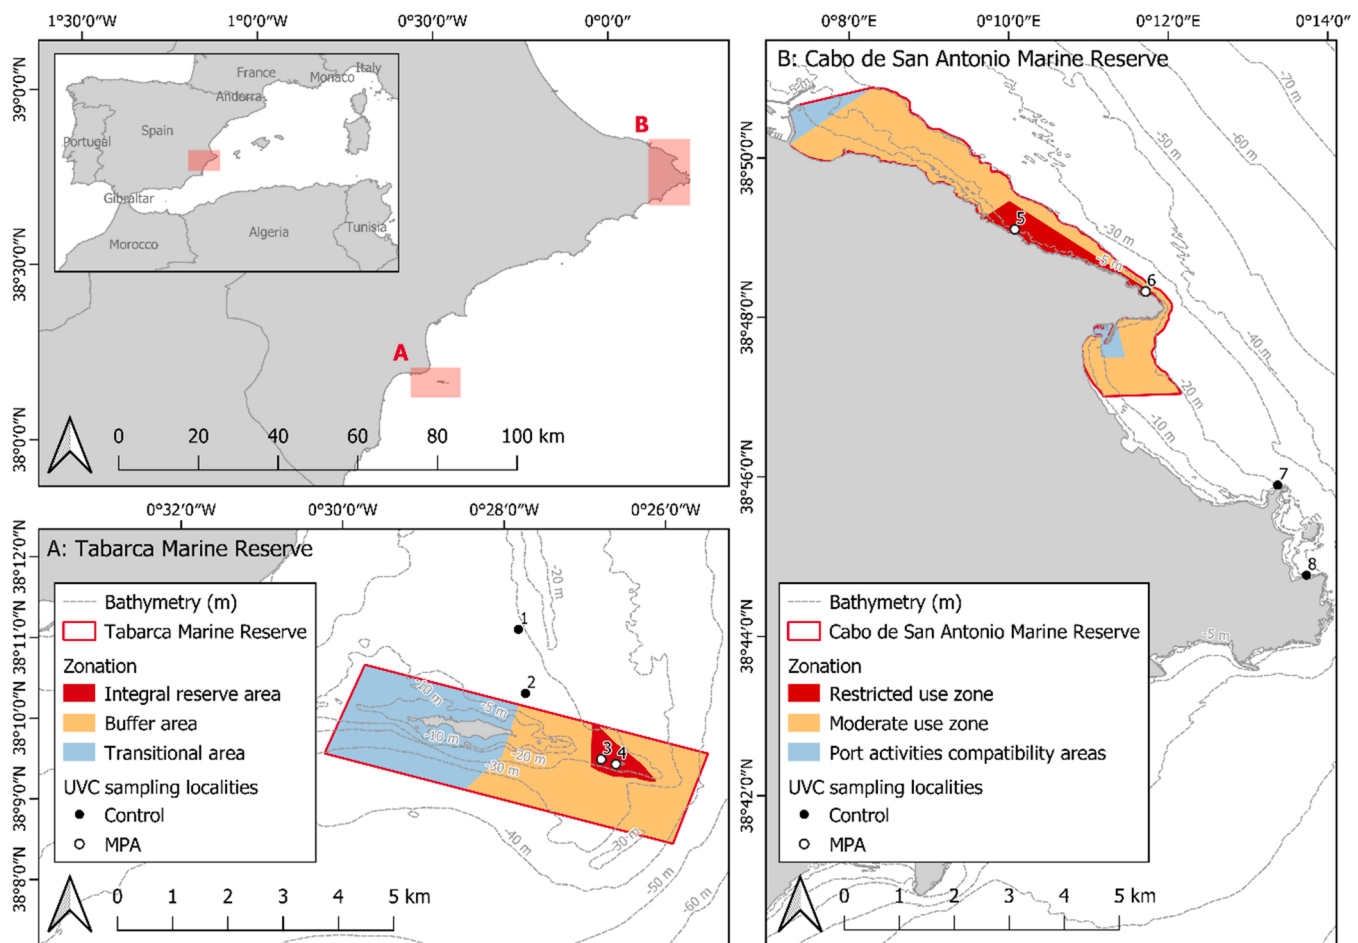 1°30′0″W 1°0′0″W 0°30′0″W 0°0′0″W
39°0′0″N
38°30′0″N
38°0′0″N
France
Monaco
Italy
Andorra
Portugal
Spain
Gibraltar
Morocco
Algeria
Tunisia
B
A
0 20 40 60 80 100 km
0°32′0″W 0°30′0″W 0°28′0″W 0°26′0″W
38°12′0″N
38°11′0″N
38°10′0″N
38°9′0″N
38°8′0″N
A: Tabarca Marine Reserve
Bathymetry (m)
Tabarca Marine Reserve
Zonation
Integral reserve area
Buffer area
Transitional area
UVC sampling localities
Control
MPA
-20 m
1
2
-10 m
-5 m
-10 m
-20 m
-30 m
3 4
-30 m
-40 m
-50 m
-60 m
0 1 2 3 4 5 km
0°8′0″E 0°10′0″E 0°12′0″E 0°14′0″E
38°50′0″N
38°48′0″N
38°46′0″N
38°44′0″N
38°42′0″N
B: Cabo de San Antonio Marine Reserve
-5 m
-70 m
-60 m
-50 m
5
-30 m
-5 m
6
-40 m
-20 m
-10 m
7
-5 m
8
-5 m
Bathymetry (m)
Cabo de San Antonio Marine Reserve
Zonation
Restricted use zone
Moderate use zone
Port activities compatibility areas
UVC sampling localities
Control
MPA
0 1 2 3 4 5 km